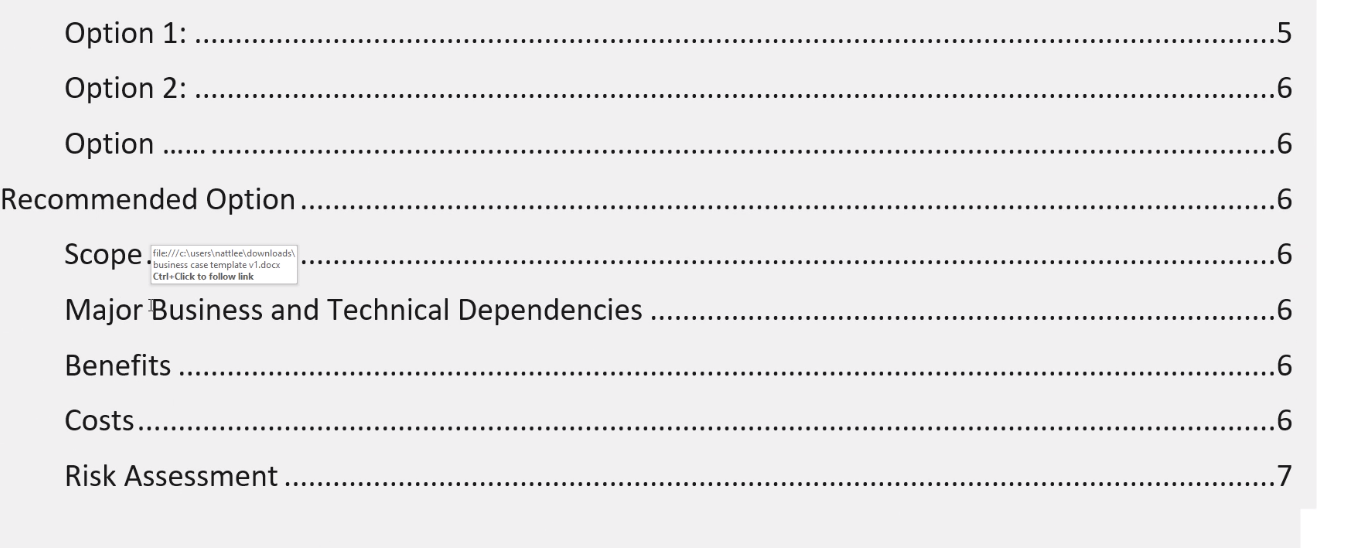 Option 1: ........................................................................................................................................5
Option 2: ........................................................................................................................................6
Option ...... ......................................................................................................................................6
Recommended Option........................................................................................................................6
Scope. ..........................................................................................................................6
file:///c:\users\nattlee\downloads\
business case template v1.docx
Ctrl+Click to follow link
Major Business and Technical Dependencies ..............................................................................6
Benefits ..........................................................................................................................................6
Costs...............................................................................................................................................6
Risk Assessment ............................................................................................................................7